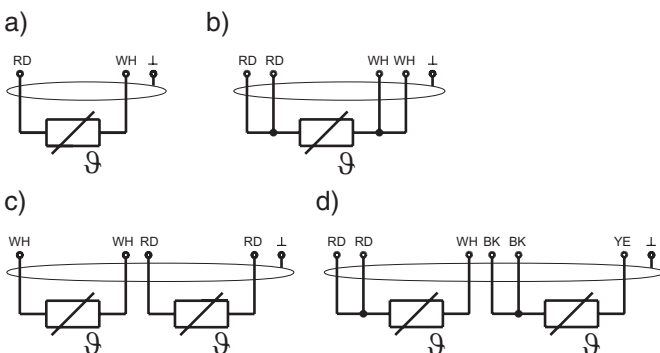 a)
b)
RD WH ⊥
RD RD WH WH ⊥
ϑ
ϑ
c)
d)
WH WH RD RD ⊥
RD RD WH BK BK YE ⊥
ϑ ϑ
ϑ ϑ